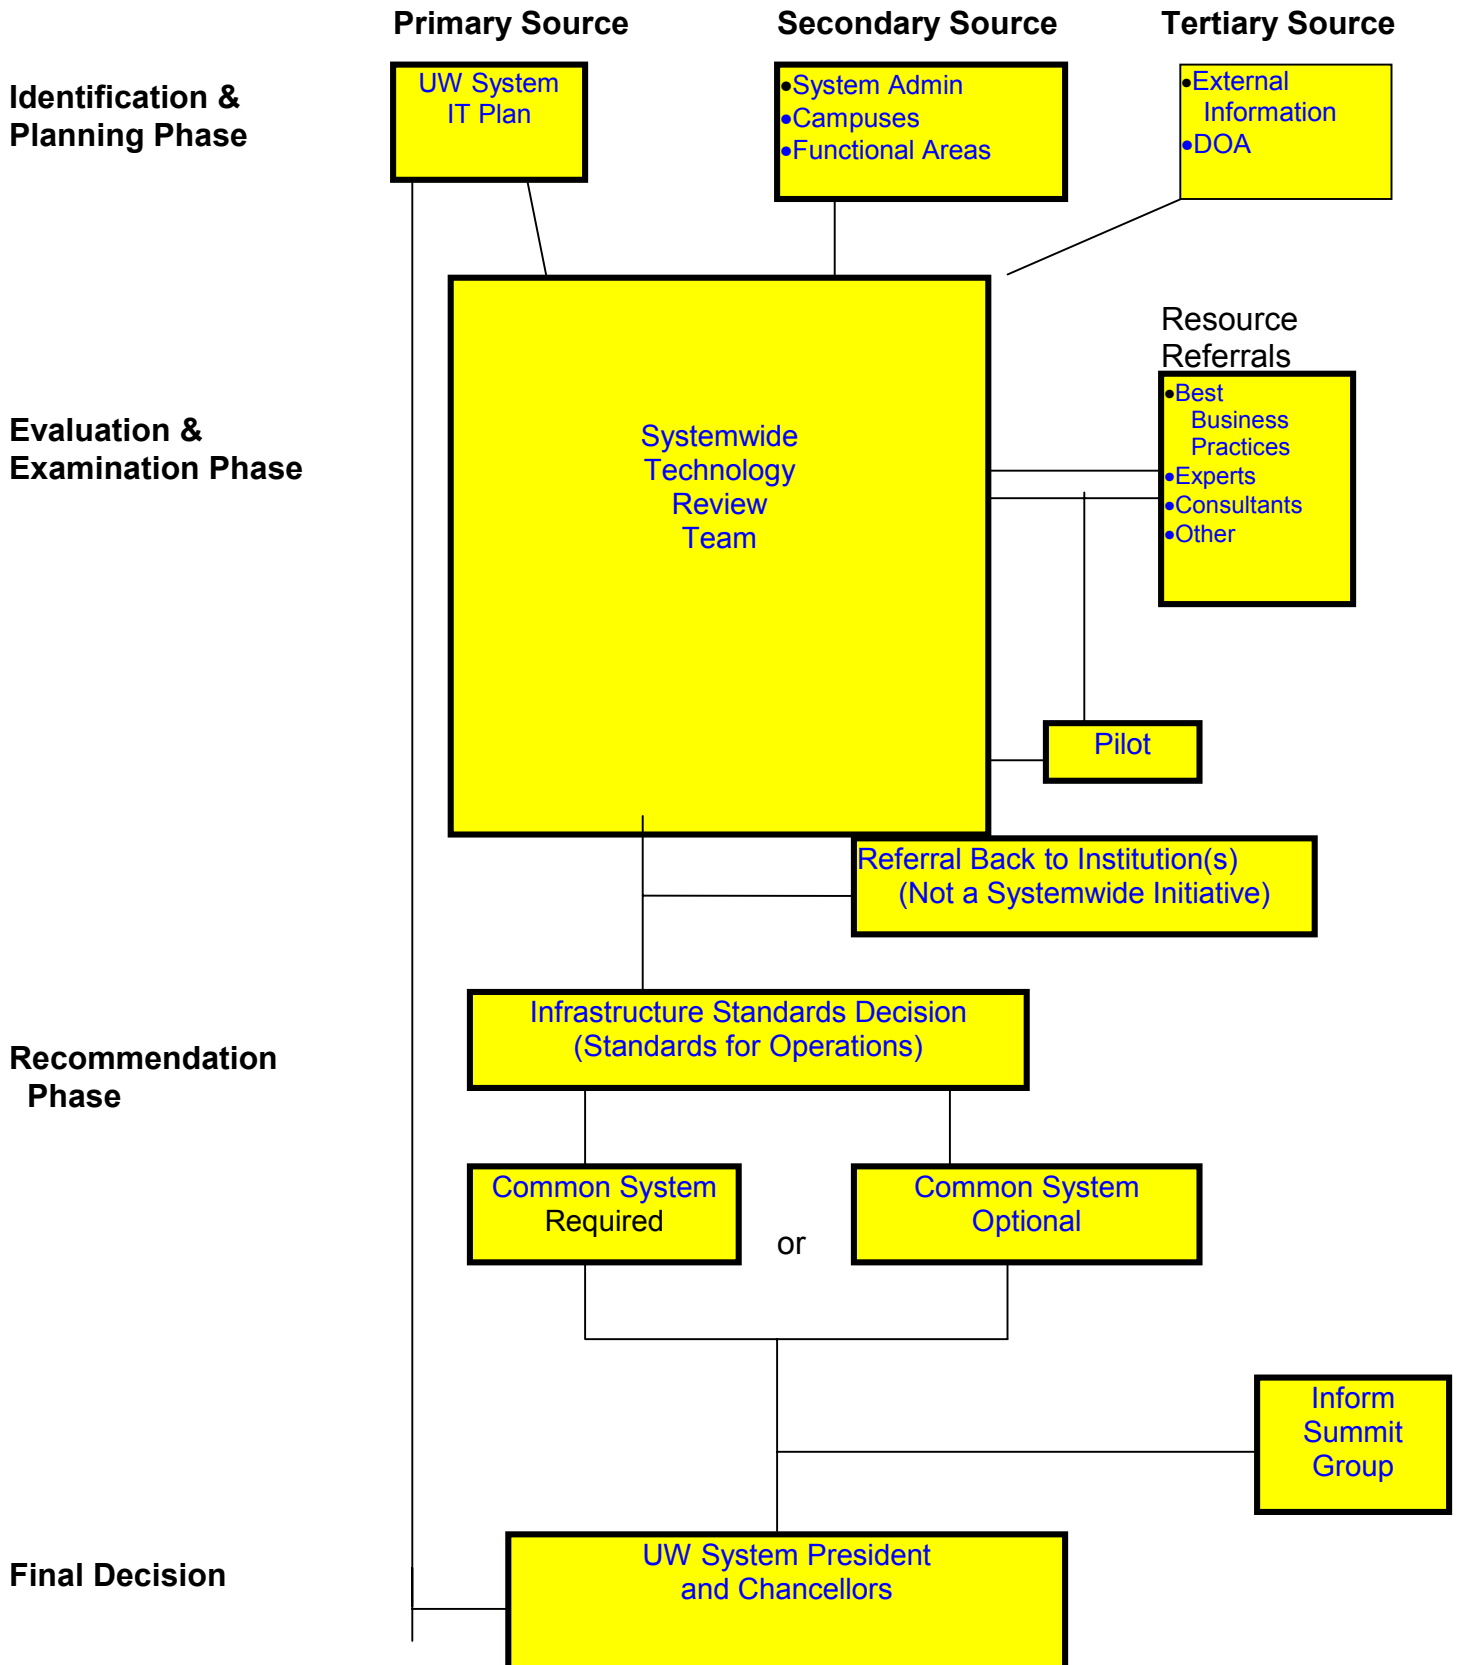 Primary Source
Secondary Source
Tertiary Source
Identification &
Planning Phase
UW System
IT Plan
•System Admin
•Campuses
•Functional Areas
•External
Information
•DOA
Evaluation &
Examination Phase
Systemwide
Technology
Review
Team
Resource
Referrals
•Best
Business
Practices
•Experts
•Consultants
•Other
Pilot
Referral Back to Institution(s)
(Not a Systemwide Initiative)
Recommendation
Phase
Infrastructure Standards Decision
(Standards for Operations)
Common System
Required
or
Common System
Optional
Inform
Summit
Group
Final Decision
UW System President
and Chancellors